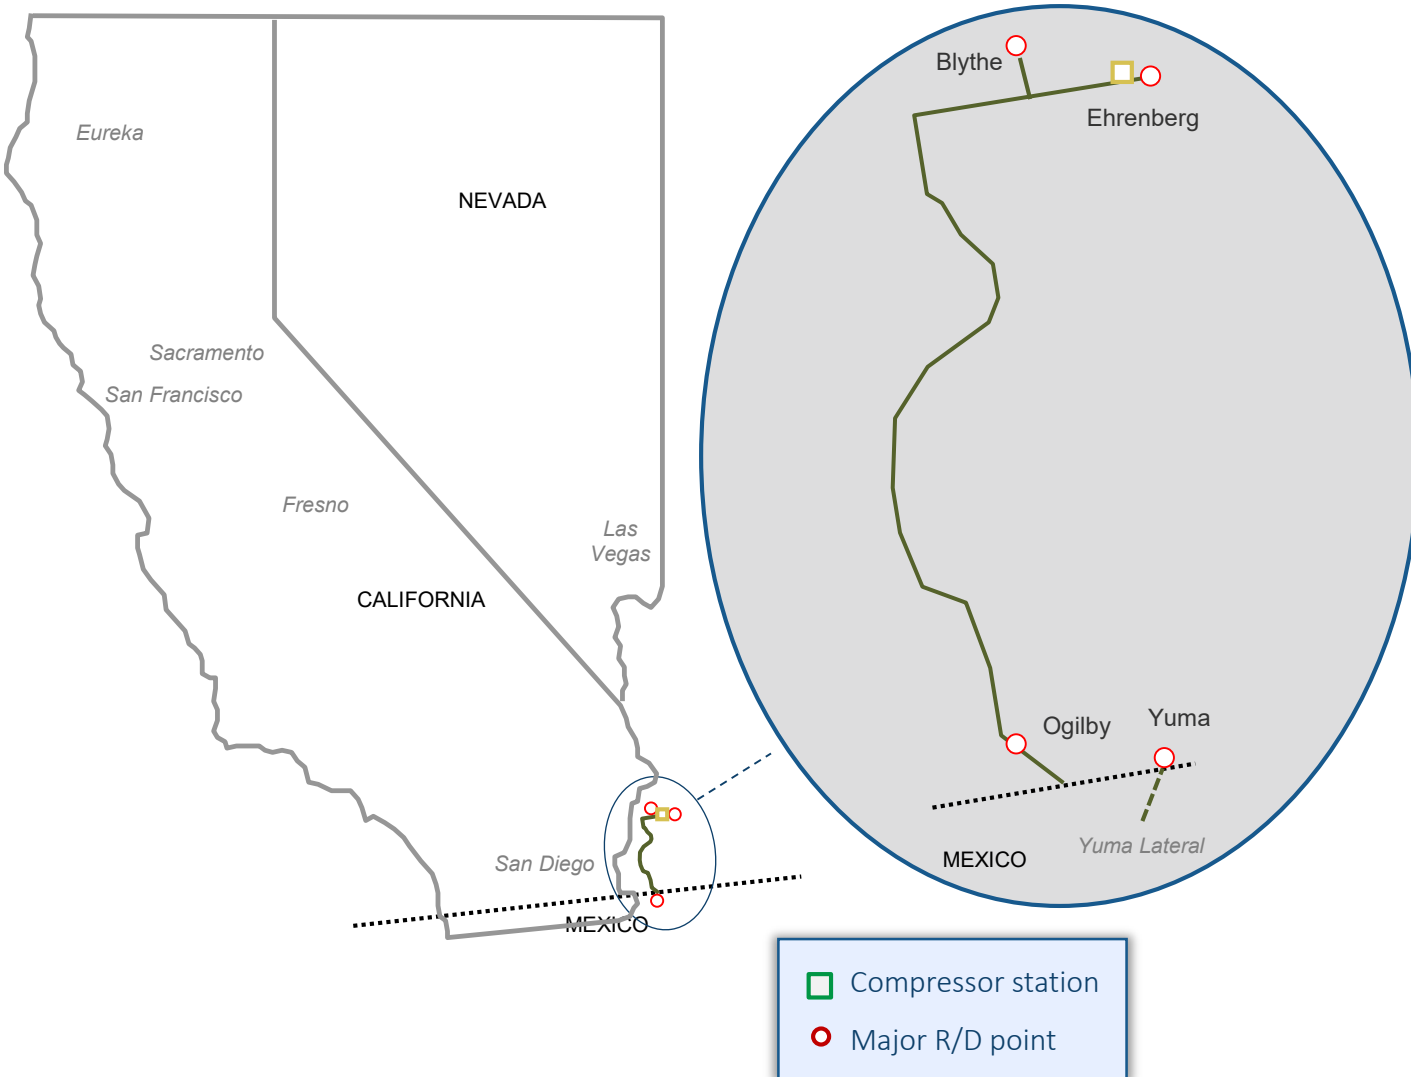 Eureka
NEVADA
Sacramento
San Francisco
Fresno
Las
Vegas
CALIFORNIA
San Diego
MEXICO
Blythe
Ehrenberg
Ogilby
Yuma
MEXICO
Yuma Lateral
Compressor station
Major R/D point